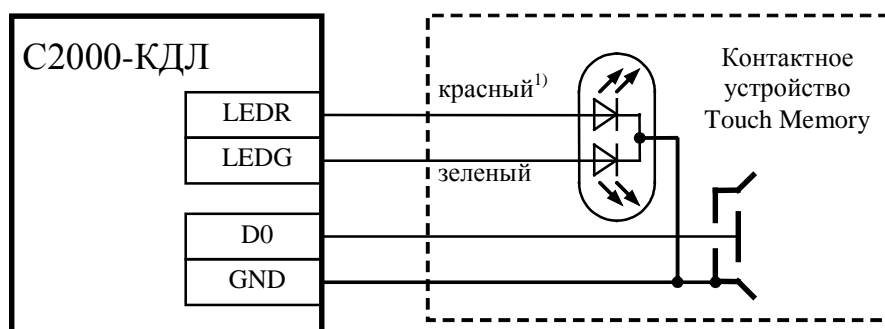 С2000-КДЛ
LEDR
LEDG
D0
GND
красный1)
зеленый
Контактное
устройство
Touch Memory